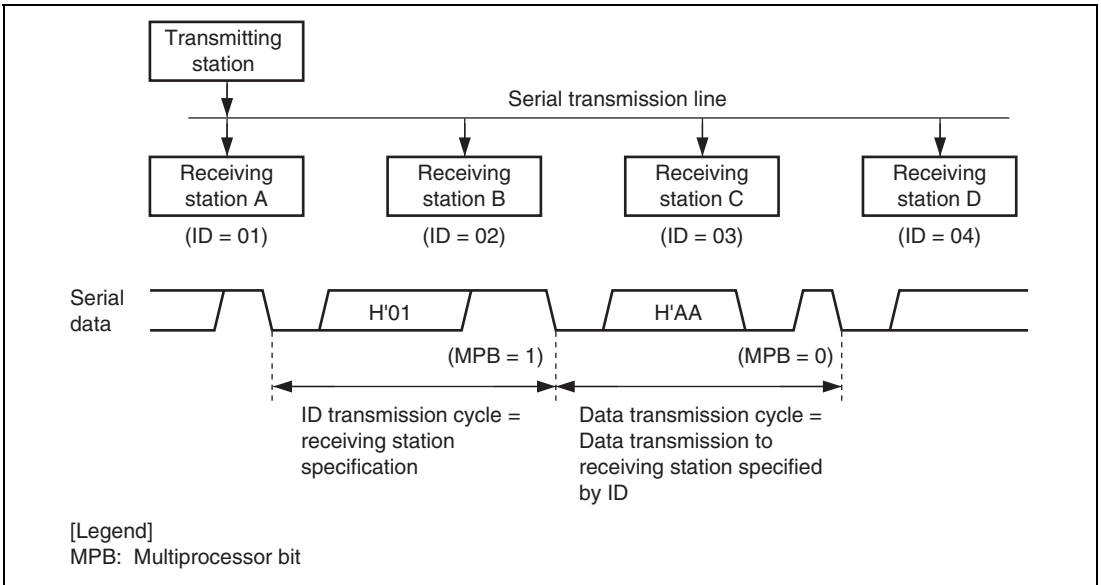 Transmitting
station
Serial transmission line
Receiving
station A
Receiving
station B
Receiving
station C
Receiving
station D
(ID = 01)
(ID = 02)
(ID = 03)
(ID = 04)
Serial
data
H'01
H'AA
(MPB = 1)
(MPB = 0)
ID transmission cycle =
receiving station
specification
Data transmission cycle =
Data transmission to
receiving station specified
by ID
[Legend]
MPB: Multiprocessor bit